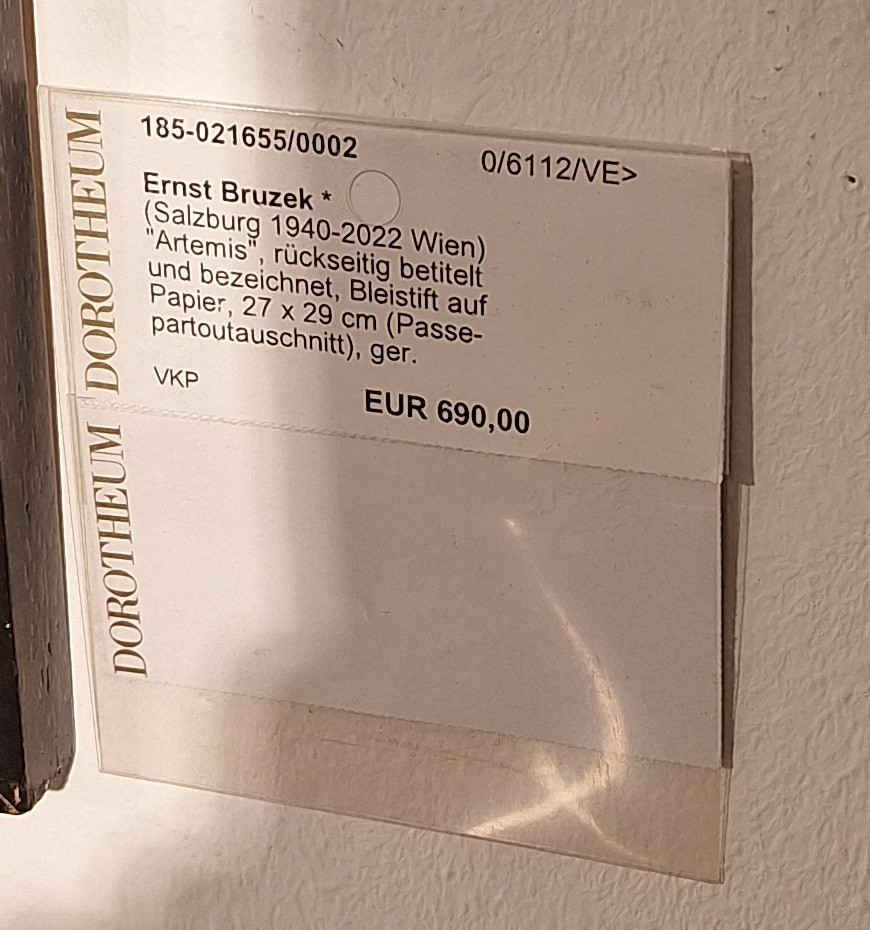 DOROTHEUM
185-021655/0002
0/6112/VE>
Ernst Bruzek *
(Salzburg 1940-2022 Wien)
"Artemis", rückseitig betitelt
und bezeichnet, Bleistift auf
Papier, 27 x 29 cm (Passe-
partoutauschnitt), ger.
VKP
EUR 690,00
DOROTHEUM